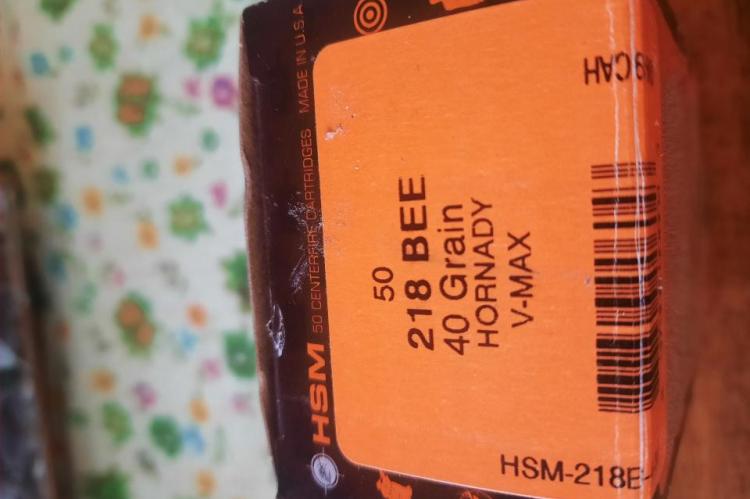 HSM 50 CENTERFIRE CARTRIDGES MADE IN U.S.A.
50
218 BEE
40 Grain
HORNADY
V-MAX
HSM-218E